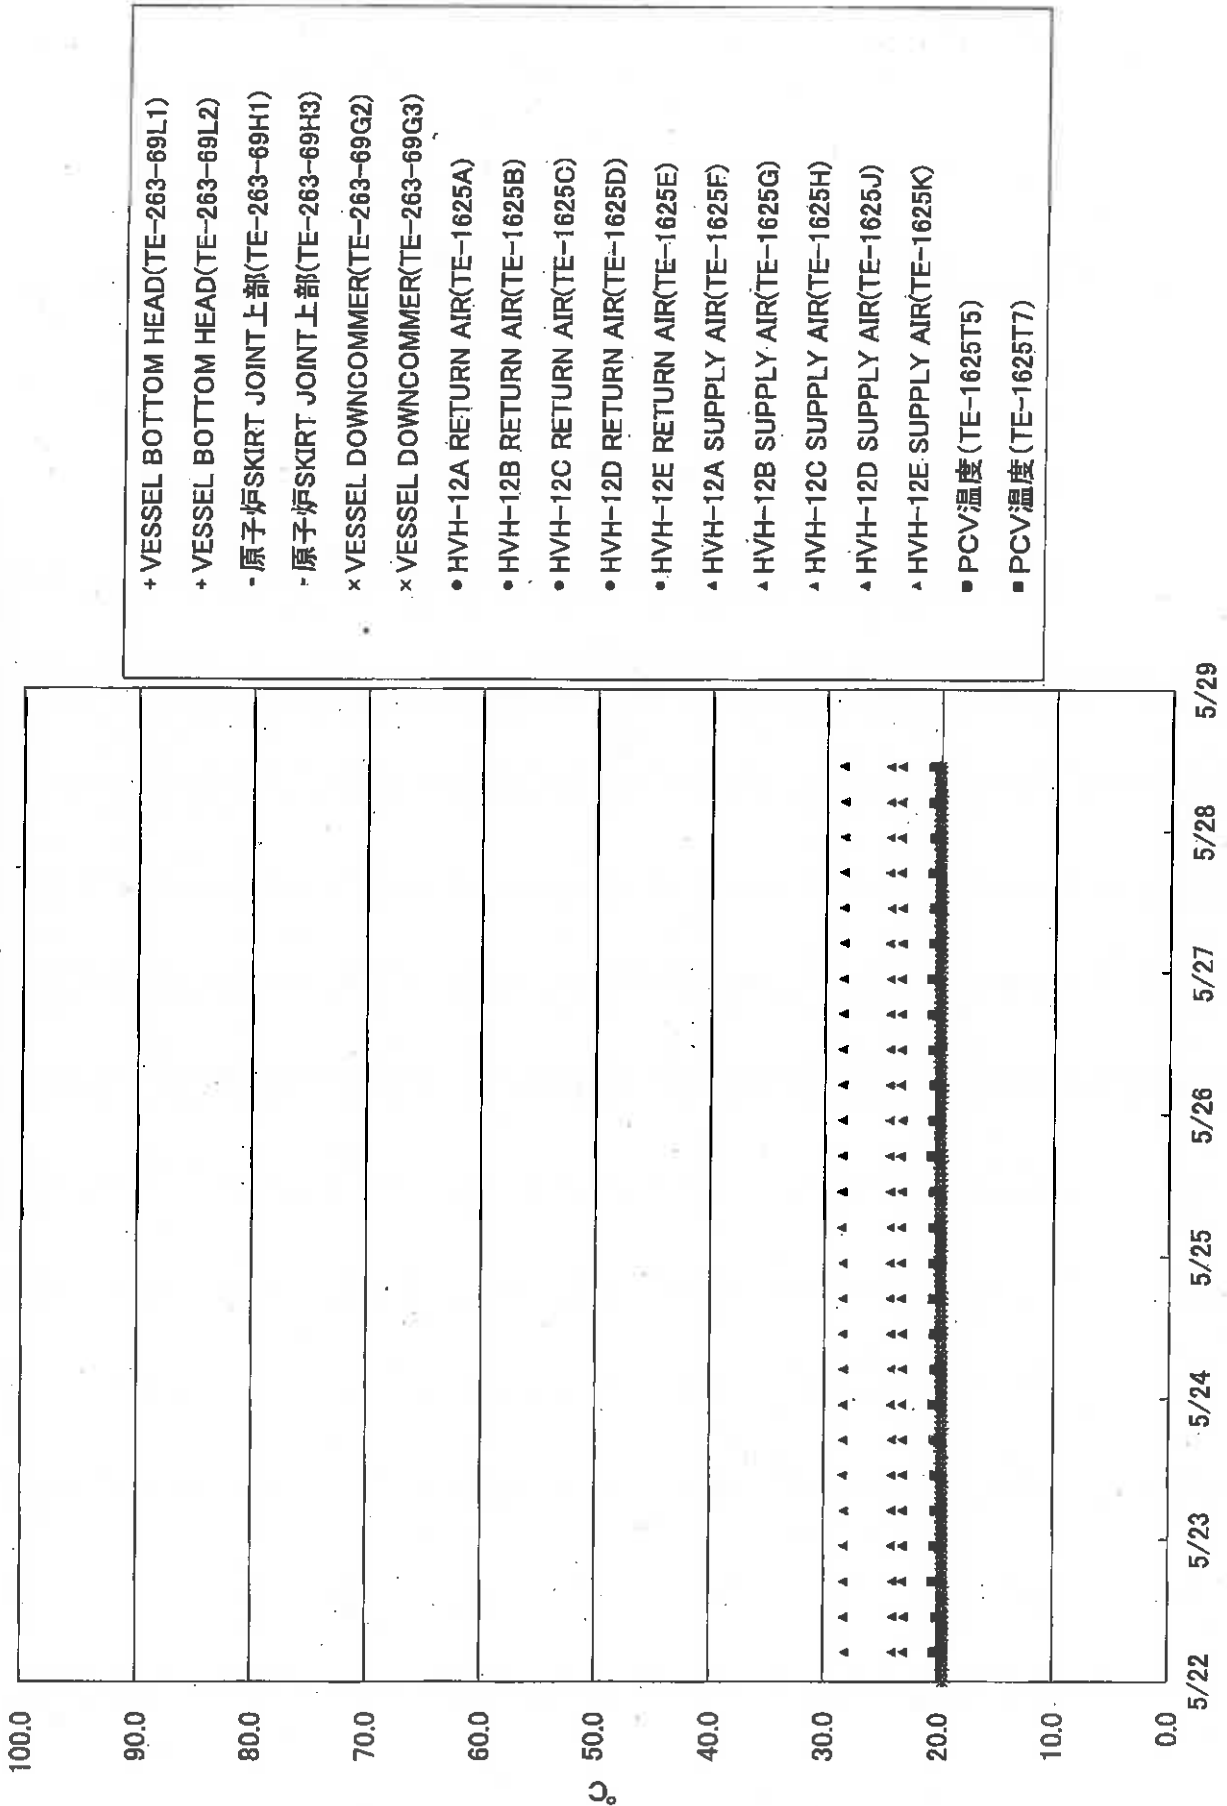 100.0
90.0
80.0
70.0
60.0
50.0
40.0
30.0
20.0
10.0
0.0
℃
5/22
5/23
5/24
5/25
5/26
5/27
5/28
5/29
+ VESSEL BOTTOM HEAD(TE-263-69L1)
+ VESSEL BOTTOM HEAD(TE-263-69L2)
- 原子炉SKIRT JOINT上部(TE-263-69H1)
- 原子炉SKIRT JOINT上部(TE-263-69H3)
× VESSEL DOWNCOMMER(TE-263-69G2)
× VESSEL DOWNCOMMER(TE-263-69G3)
● HVH-12A RETURN AIR(TE-1625A)
● HVH-12B RETURN AIR(TE-1625B)
● HVH-12C RETURN AIR(TE-1625C)
● HVH-12D RETURN AIR(TE-1625D)
● HVH-12E RETURN AIR(TE-1625E)
▲ HVH-12A SUPPLY AIR(TE-1625F)
▲ HVH-12B SUPPLY AIR(TE-1625G)
▲ HVH-12C SUPPLY AIR(TE-1625H)
▲ HVH-12D SUPPLY AIR(TE-1625J)
▲ HVH-12E SUPPLY AIR(TE-1625K)
■ PCV温度(TE-1625T5)
■ PCV温度(TE-1625T7)